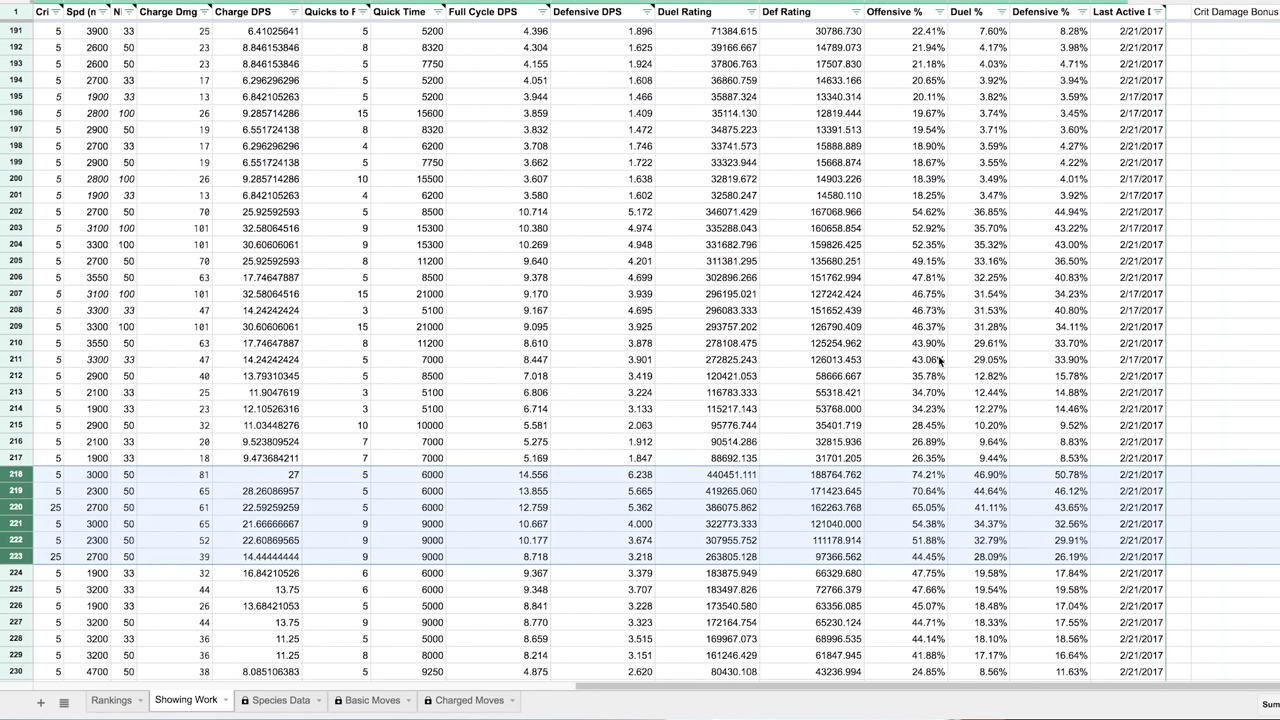 1 Cri Spd (n N Charge Dmg Charge DPS Quicks to F Quick Time Full Cycle DPS Defensive DPS Duel Rating Def Rating Offensive % Duel % Defensive % Last Active [ Crit Damage Bonus
191 5 3900 33 25 6.41025641 5 5200 4.396 1.896 71384.615 30786.730 22.41% 7.60% 8.28% 2/21/2017
192 5 2600 50 23 8.846153846 8 8320 4.304 1.625 39166.667 14789.073 21.94% 4.17% 3.98% 2/21/2017
193 5 2600 50 23 8.846153846 5 7750 4.155 1.924 37806.763 17507.830 21.18% 4.03% 4.71% 2/21/2017
194 5 2700 33 17 6.296296296 5 5200 4.051 1.608 36860.759 14633.166 20.65% 3.92% 3.94% 2/21/2017
195 5 1900 33 13 6.842105263 5 5200 3.944 1.466 35887.324 13340.314 20.11% 3.82% 3.59% 2/17/2017
196 5 2800 100 26 9.285714286 15 15600 3.859 1.409 35114.130 12819.444 19.67% 3.74% 3.45% 2/17/2017
197 5 2900 50 19 6.551724138 8 8320 3.832 1.472 34875.223 13391.513 19.54% 3.71% 3.60% 2/21/2017
198 5 2700 33 17 6.296296296 4 6200 3.708 1.746 33741.573 15888.889 18.90% 3.59% 4.27% 2/21/2017
199 5 2900 50 19 6.551724138 5 7750 3.662 1.722 33323.944 15668.874 18.67% 3.55% 4.22% 2/21/2017
200 5 2800 100 26 9.285714286 10 15500 3.607 1.638 32819.672 14903.226 18.39% 3.49% 4.01% 2/17/2017
201 5 1900 33 13 6.842105263 4 6200 3.580 1.602 32580.247 14580.110 18.25% 3.47% 3.92% 2/17/2017
202 5 2700 50 70 25.92592593 5 8500 10.714 5.172 346071.429 167068.966 54.62% 36.85% 44.94% 2/21/2017
203 5 3100 100 101 32.58064516 9 15300 10.380 4.974 335288.043 160658.854 52.92% 35.70% 43.22% 2/17/2017
204 5 3300 100 101 30.60606061 9 15300 10.269 4.948 331682.796 159826.425 52.35% 35.32% 43.00% 2/21/2017
205 5 2700 50 70 25.92592593 8 11200 9.640 4.201 311381.295 135680.251 49.15% 33.16% 36.50% 2/21/2017
206 5 3550 50 63 17.74647887 5 8500 9.378 4.699 302896.266 151762.994 47.81% 32.25% 40.83% 2/21/2017
207 5 3100 100 101 32.58064516 15 21000 9.170 3.939 296195.021 127242.424 46.75% 31.54% 34.23% 2/17/2017
208 5 3300 33 47 14.24242424 3 5100 9.167 4.695 296083.333 151652.439 46.73% 31.53% 40.80% 2/17/2017
209 5 3300 100 101 30.60606061 15 21000 9.095 3.925 293757.202 126790.409 46.37% 31.28% 34.11% 2/21/2017
210 5 3550 50 63 17.74647887 8 11200 8.610 3.878 278108.475 125254.962 43.90% 29.61% 33.70% 2/21/2017
211 5 3300 33 47 14.24242424 5 7000 8.447 3.901 272825.243 126013.453 43.06% 29.05% 33.90% 2/17/2017
212 5 2900 50 40 13.79310345 5 8500 7.018 3.419 120421.053 58666.667 35.78% 12.82% 15.78% 2/21/2017
213 5 2100 33 25 11.9047619 3 5100 6.806 3.224 116783.333 55318.421 34.70% 12.44% 14.88% 2/21/2017
214 5 1900 33 23 12.10526316 3 5100 6.714 3.133 115217.143 53768.000 34.23% 12.27% 14.46% 2/21/2017
215 5 2900 50 32 11.03448276 10 10000 5.581 2.063 95776.744 35401.719 28.45% 10.20% 9.52% 2/21/2017
216 5 2100 33 20 9.523809524 7 7000 5.275 1.912 90514.286 32815.936 26.89% 9.64% 8.83% 2/21/2017
217 5 1900 33 18 9.473684211 7 7000 5.169 1.847 88692.135 31701.205 26.35% 9.44% 8.53% 2/21/2017
218 5 3000 50 81 27 5 6000 14.556 6.238 440451.111 188764.762 74.21% 46.90% 50.78% 2/21/2017
219 5 2300 50 65 28.26086957 5 6000 13.855 5.665 419265.060 171423.645 70.64% 44.64% 46.12% 2/21/2017
220 25 2700 50 61 22.59259259 5 6000 12.759 5.362 386075.862 162263.768 65.05% 41.11% 43.65% 2/21/2017
221 5 3000 50 65 21.66666667 9 9000 10.667 4.000 322773.333 121040.000 54.38% 34.37% 32.56% 2/21/2017
222 5 2300 50 52 22.60869565 9 9000 10.177 3.674 307955.752 111178.914 51.88% 32.79% 29.91% 2/21/2017
223 25 2700 50 39 14.44444444 9 9000 8.718 3.218 263805.128 97366.562 44.45% 28.09% 26.19% 2/21/2017
224 5 1900 33 32 16.84210526 6 6000 9.367 3.379 183875.949 66329.680 47.75% 19.58% 17.84% 2/21/2017
225 5 3200 33 44 13.75 6 6000 9.348 3.707 183497.826 72766.379 47.66% 19.54% 19.58% 2/21/2017
226 5 1900 33 26 13.68421053 5 5000 8.841 3.228 173540.580 63356.085 45.07% 18.48% 17.04% 2/21/2017
227 5 3200 50 44 13.75 9 9000 8.770 3.323 172164.754 65230.124 44.71% 18.33% 17.55% 2/21/2017
228 5 3200 33 36 11.25 5 5000 8.659 3.515 169967.073 68996.535 44.14% 18.10% 18.56% 2/21/2017
229 5 3200 33 36 11.25 8 8000 8.214 3.151 161246.429 61847.945 41.88% 17.17% 16.64% 2/21/2017
230 5 4700 50 38 8.085106383 5 9250 4.875 2.620 80430.108 43236.994 24.85% 8.56% 11.63% 2/21/2017
Rankings Showing Work Species Data Basic Moves Charged Moves Sum